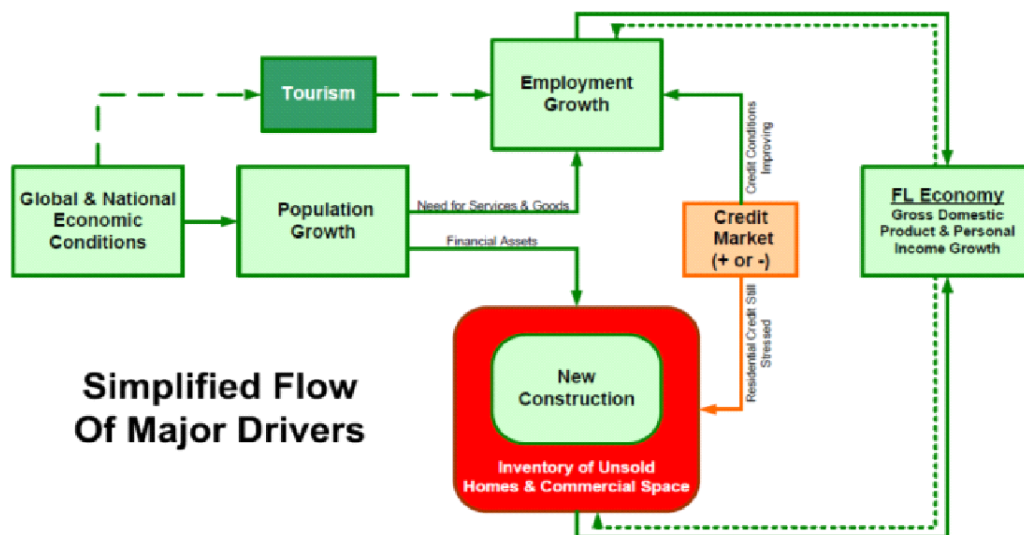 Tourism
Employment
Growth
Global & National
Economic
Conditions
Population
Growth
Need for Services & Goods
Financial Assets
Credit Conditions
Improving
Credit
Market
(+ or -)
FL Economy
Gross Domestic
Product & Personal
Income Growth
Residential Credit Still
Stressed
New
Construction
Inventory of Unsold
Homes & Commercial Space
Simplified Flow
Of Major Drivers